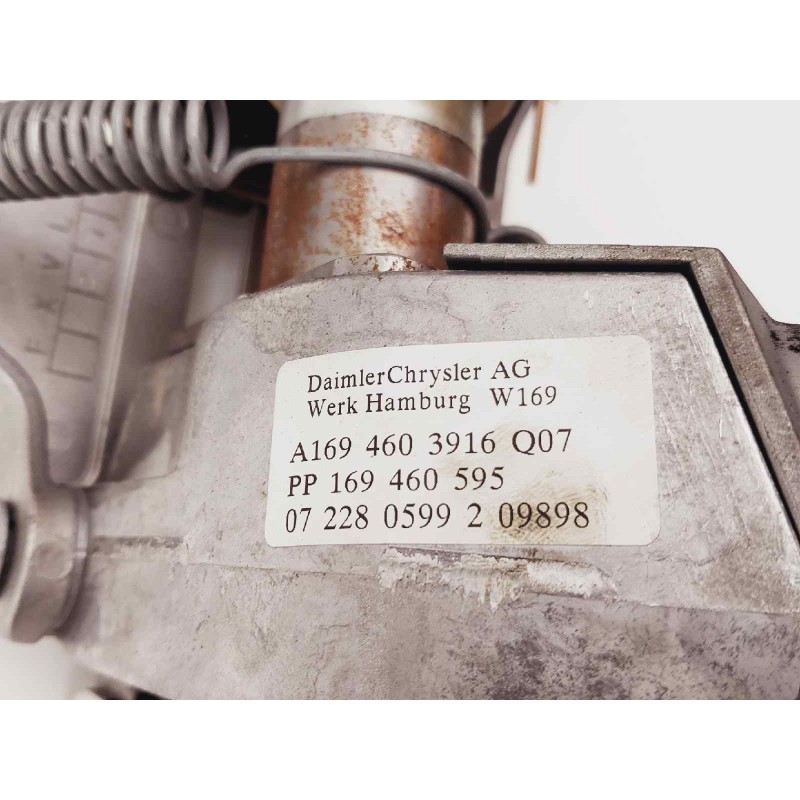 DaimlerChrysler AG
Werk Hamburg W169
A169 460 3916 Q07
PP 169 460 595
07 228 0599 2 09898